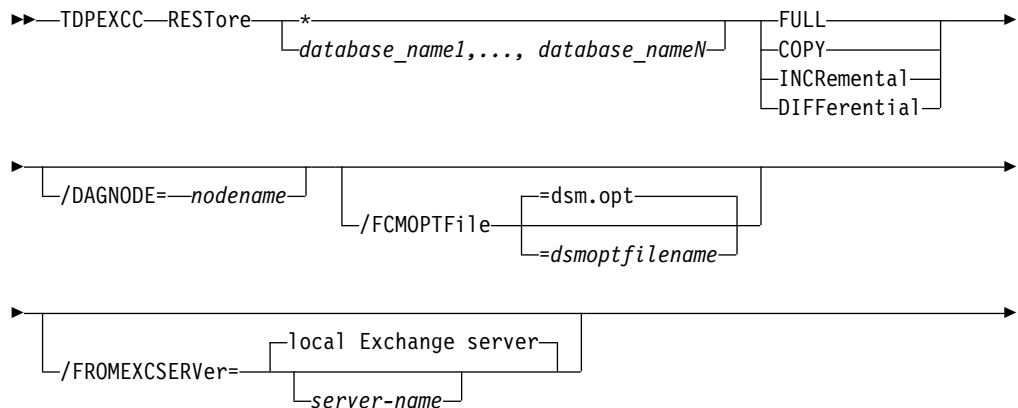 TDPEXCC RESTore * FULL
database_name1,..., database_nameN COPY
INCRemental
DIFFerential
/DAGNODE= nodename =dsm.opt
/FCMOPTFile
=dsmoptfilename
local Exchange server
/FROMEXCSERVer=
server-name